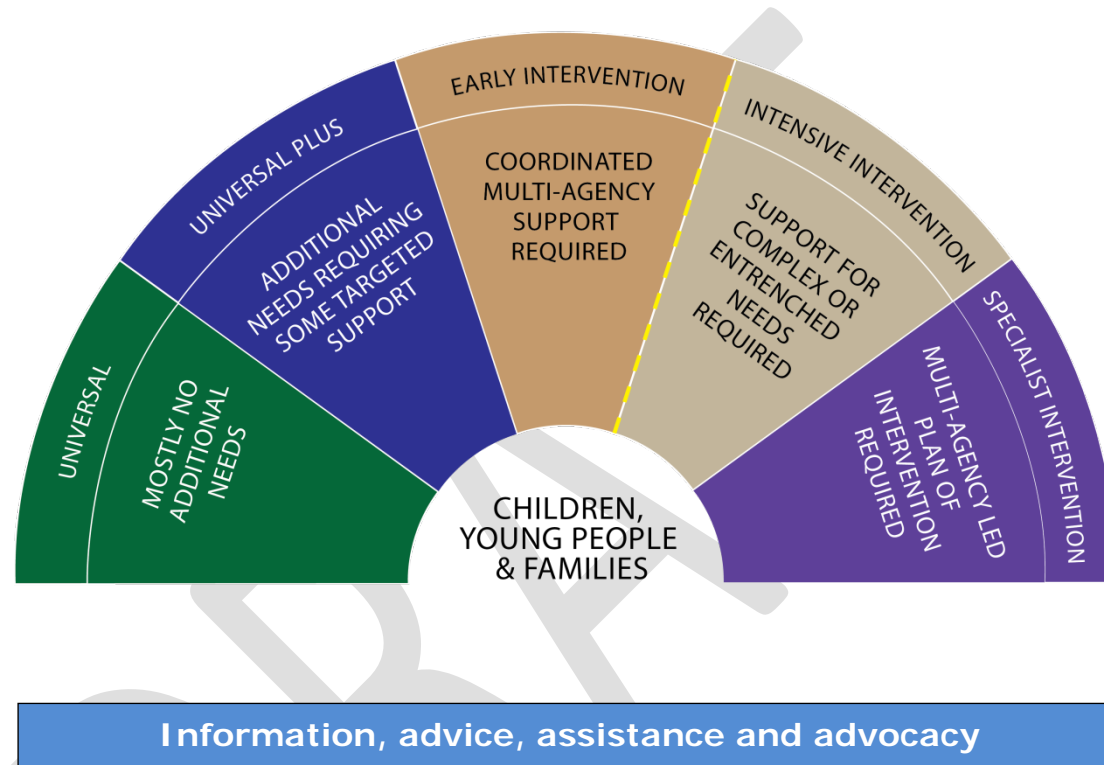 UNIVERSAL
MOSTLY NO
ADDITIONAL
NEEDS
UNIVERSAL PLUS
ADDITIONAL
NEEDS REQUIRING
SOME TARGETED
SUPPORT
EARLY INTERVENTION
COORDINATED
MULTI-AGENCY
SUPPORT
REQUIRED
INTENSIVE INTERVENTION
SUPPORT FOR
COMPLEX OR
ENTRENCHED
NEEDS
REQUIRED
SPECIALIST INTERVENTION
MULTI-AGENCY LED
PLAN OF
INTERVENTION
REQUIRED
CHILDREN,
YOUNG PEOPLE
& FAMILIES
Information, advice, assistance and advocacy